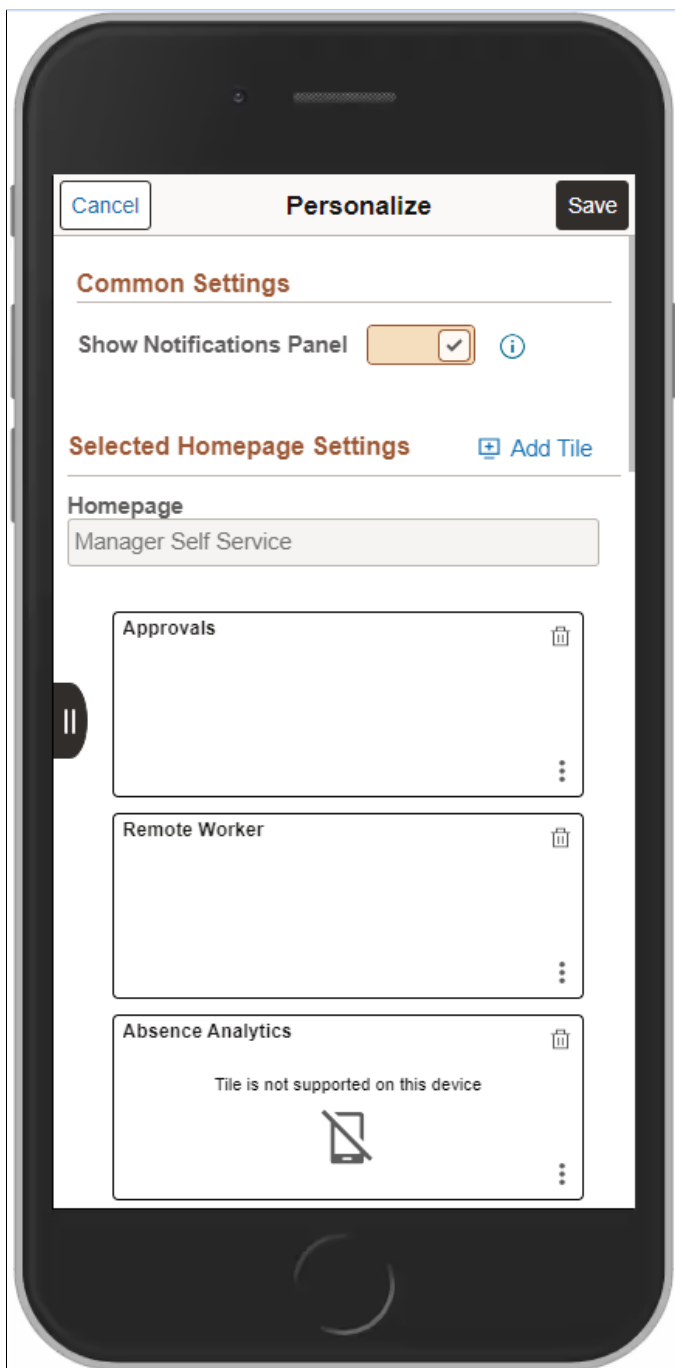 Cancel Personalize Save
Common Settings
Show Notifications Panel
Selected Homepage Settings Add Tile
Homepage
Manager Self Service
Approvals
Remote Worker
Absence Analytics
Tile is not supported on this device